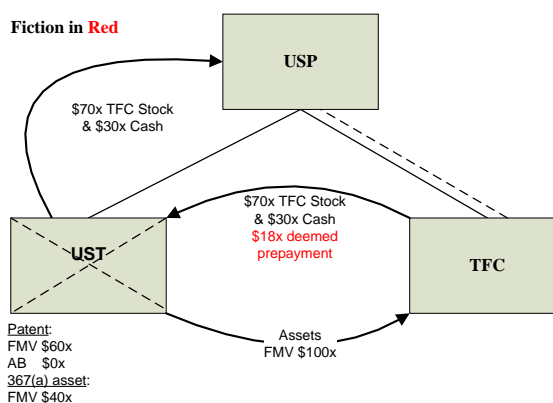 Fiction in Red
USP
$70x TFC Stock
& $30x Cash
$70x TFC Stock
& $30x Cash
$18x deemed
prepayment
UST
TFC
Assets
FMV $100x
Patent:
FMV $60x
AB $0x
367(a) asset:
FMV $40x